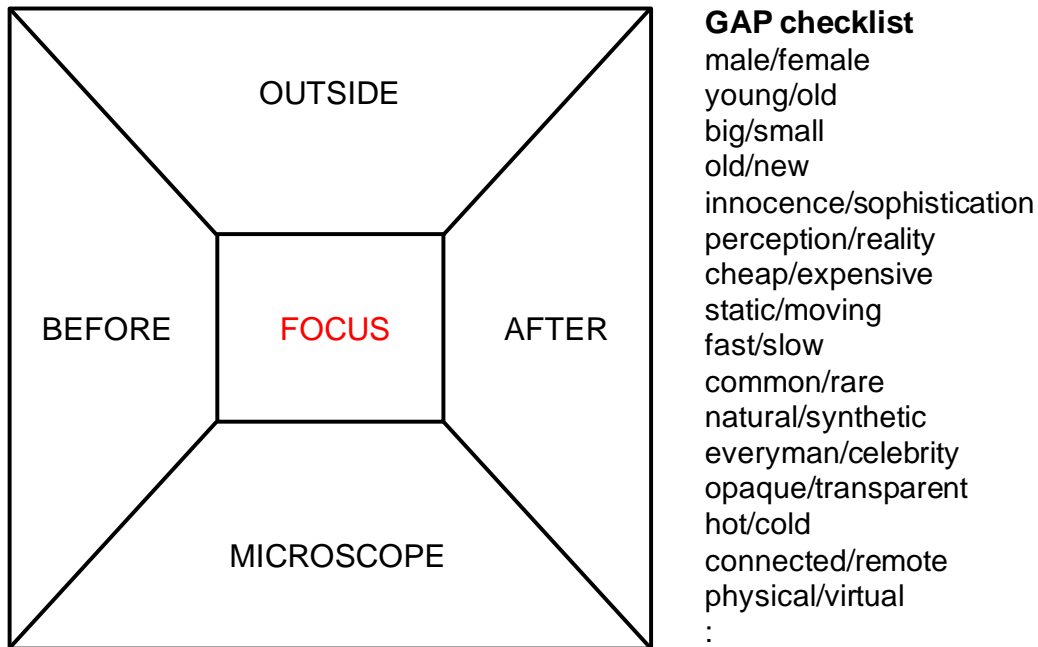 OUTSIDE
BEFORE
FOCUS
AFTER
MICROSCOPE
GAP checklist
male/female
young/old
big/small
old/new
innocence/sophistication
perception/reality
cheap/expensive
static/moving
fast/slow
common/rare
natural/synthetic
everyman/celebrity
opaque/transparent
hot/cold
connected/remote
physical/virtual
: